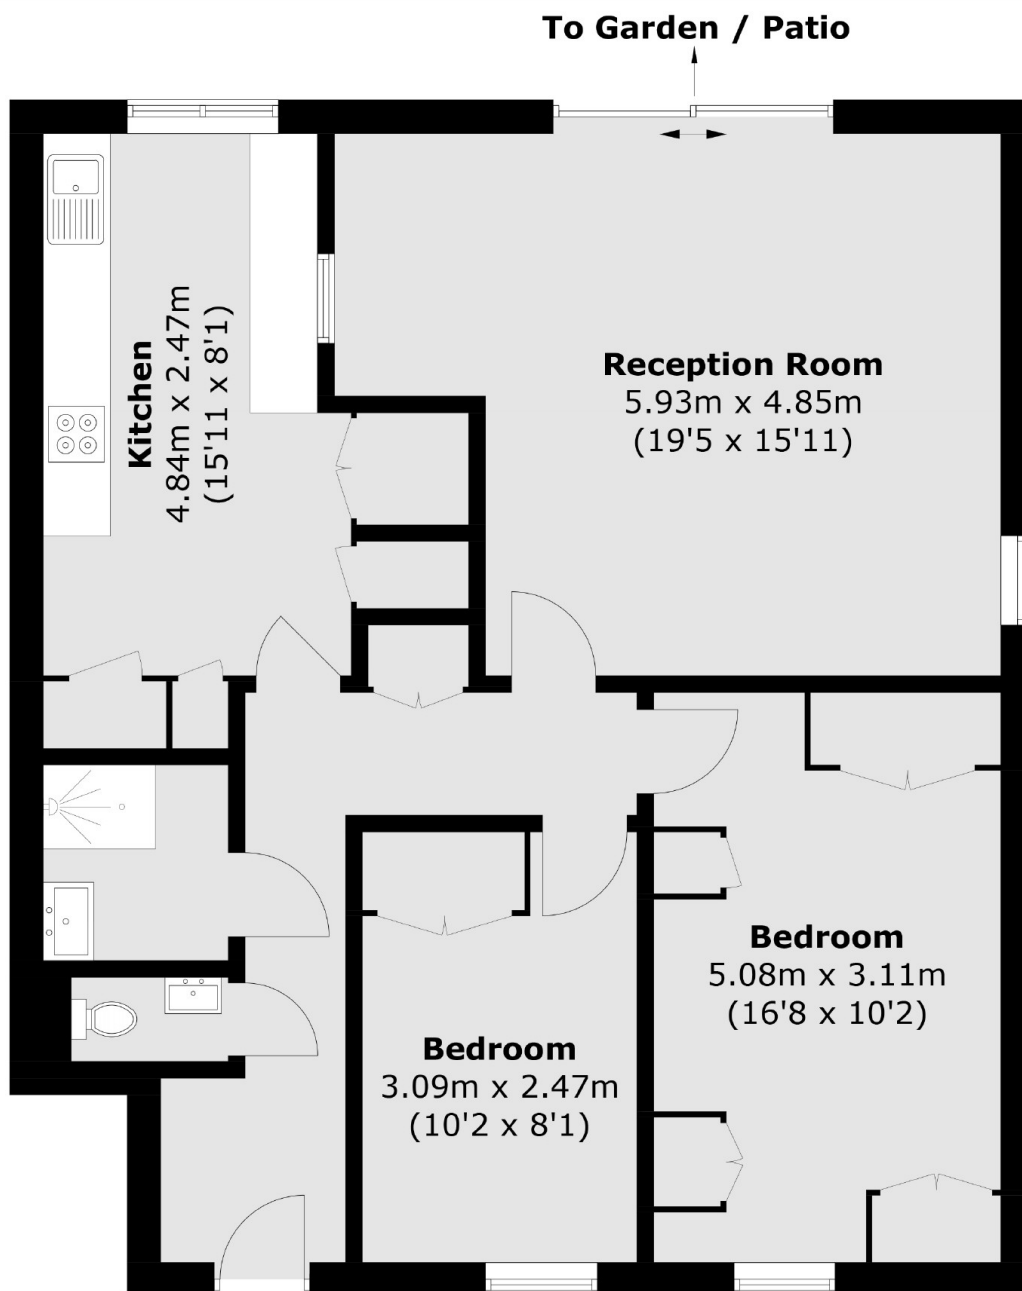 To Garden / Patio
Kitchen
4.84m x 2.47m
(15'11 x 8'1)
Reception Room
5.93m x 4.85m
(19'5 x 15'11)
Bedroom
5.08m x 3.11m
(16'8 x 10'2)
Bedroom
3.09m x 2.47m
(10'2 x 8'1)